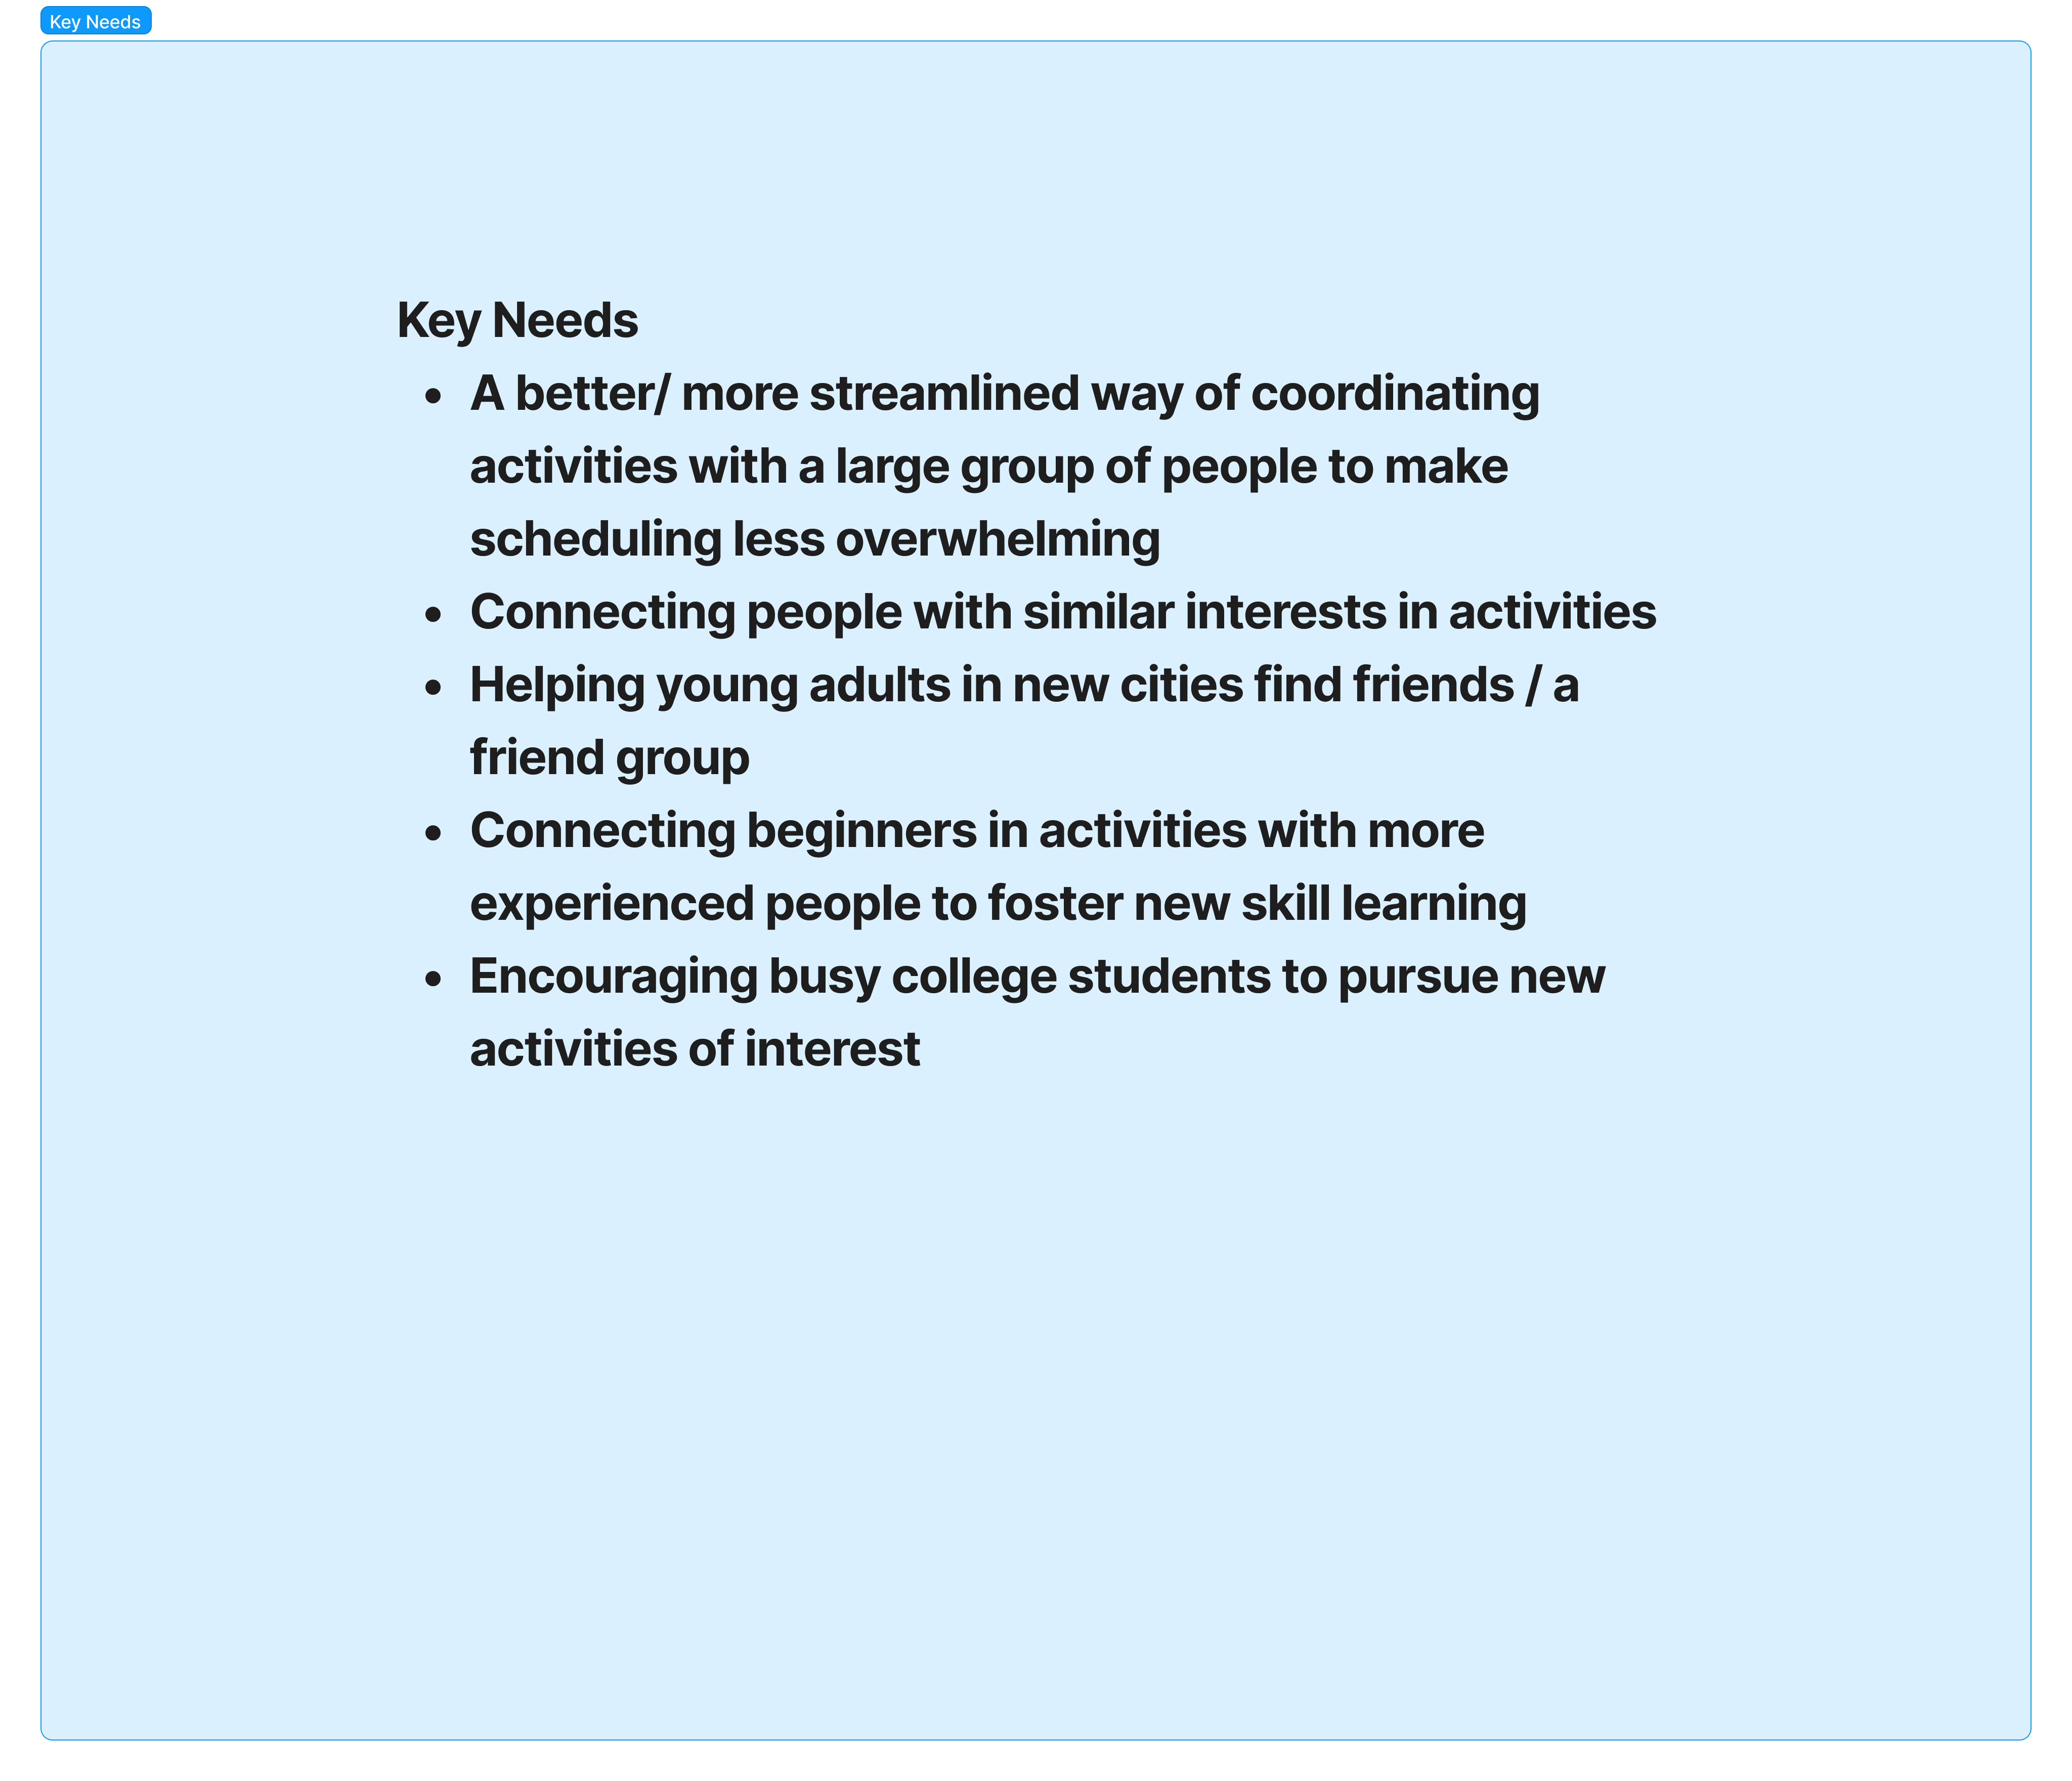 Key Needs
Key Needs
• A better/ more streamlined way of coordinating
activities with a large group of people to make
scheduling less overwhelming
• Connecting people with similar interests in activities
• Helping young adults in new cities find friends / a
friend group
• Connecting beginners in activities with more
experienced people to foster new skill learning
• Encouraging busy college students to pursue new
activities of interest